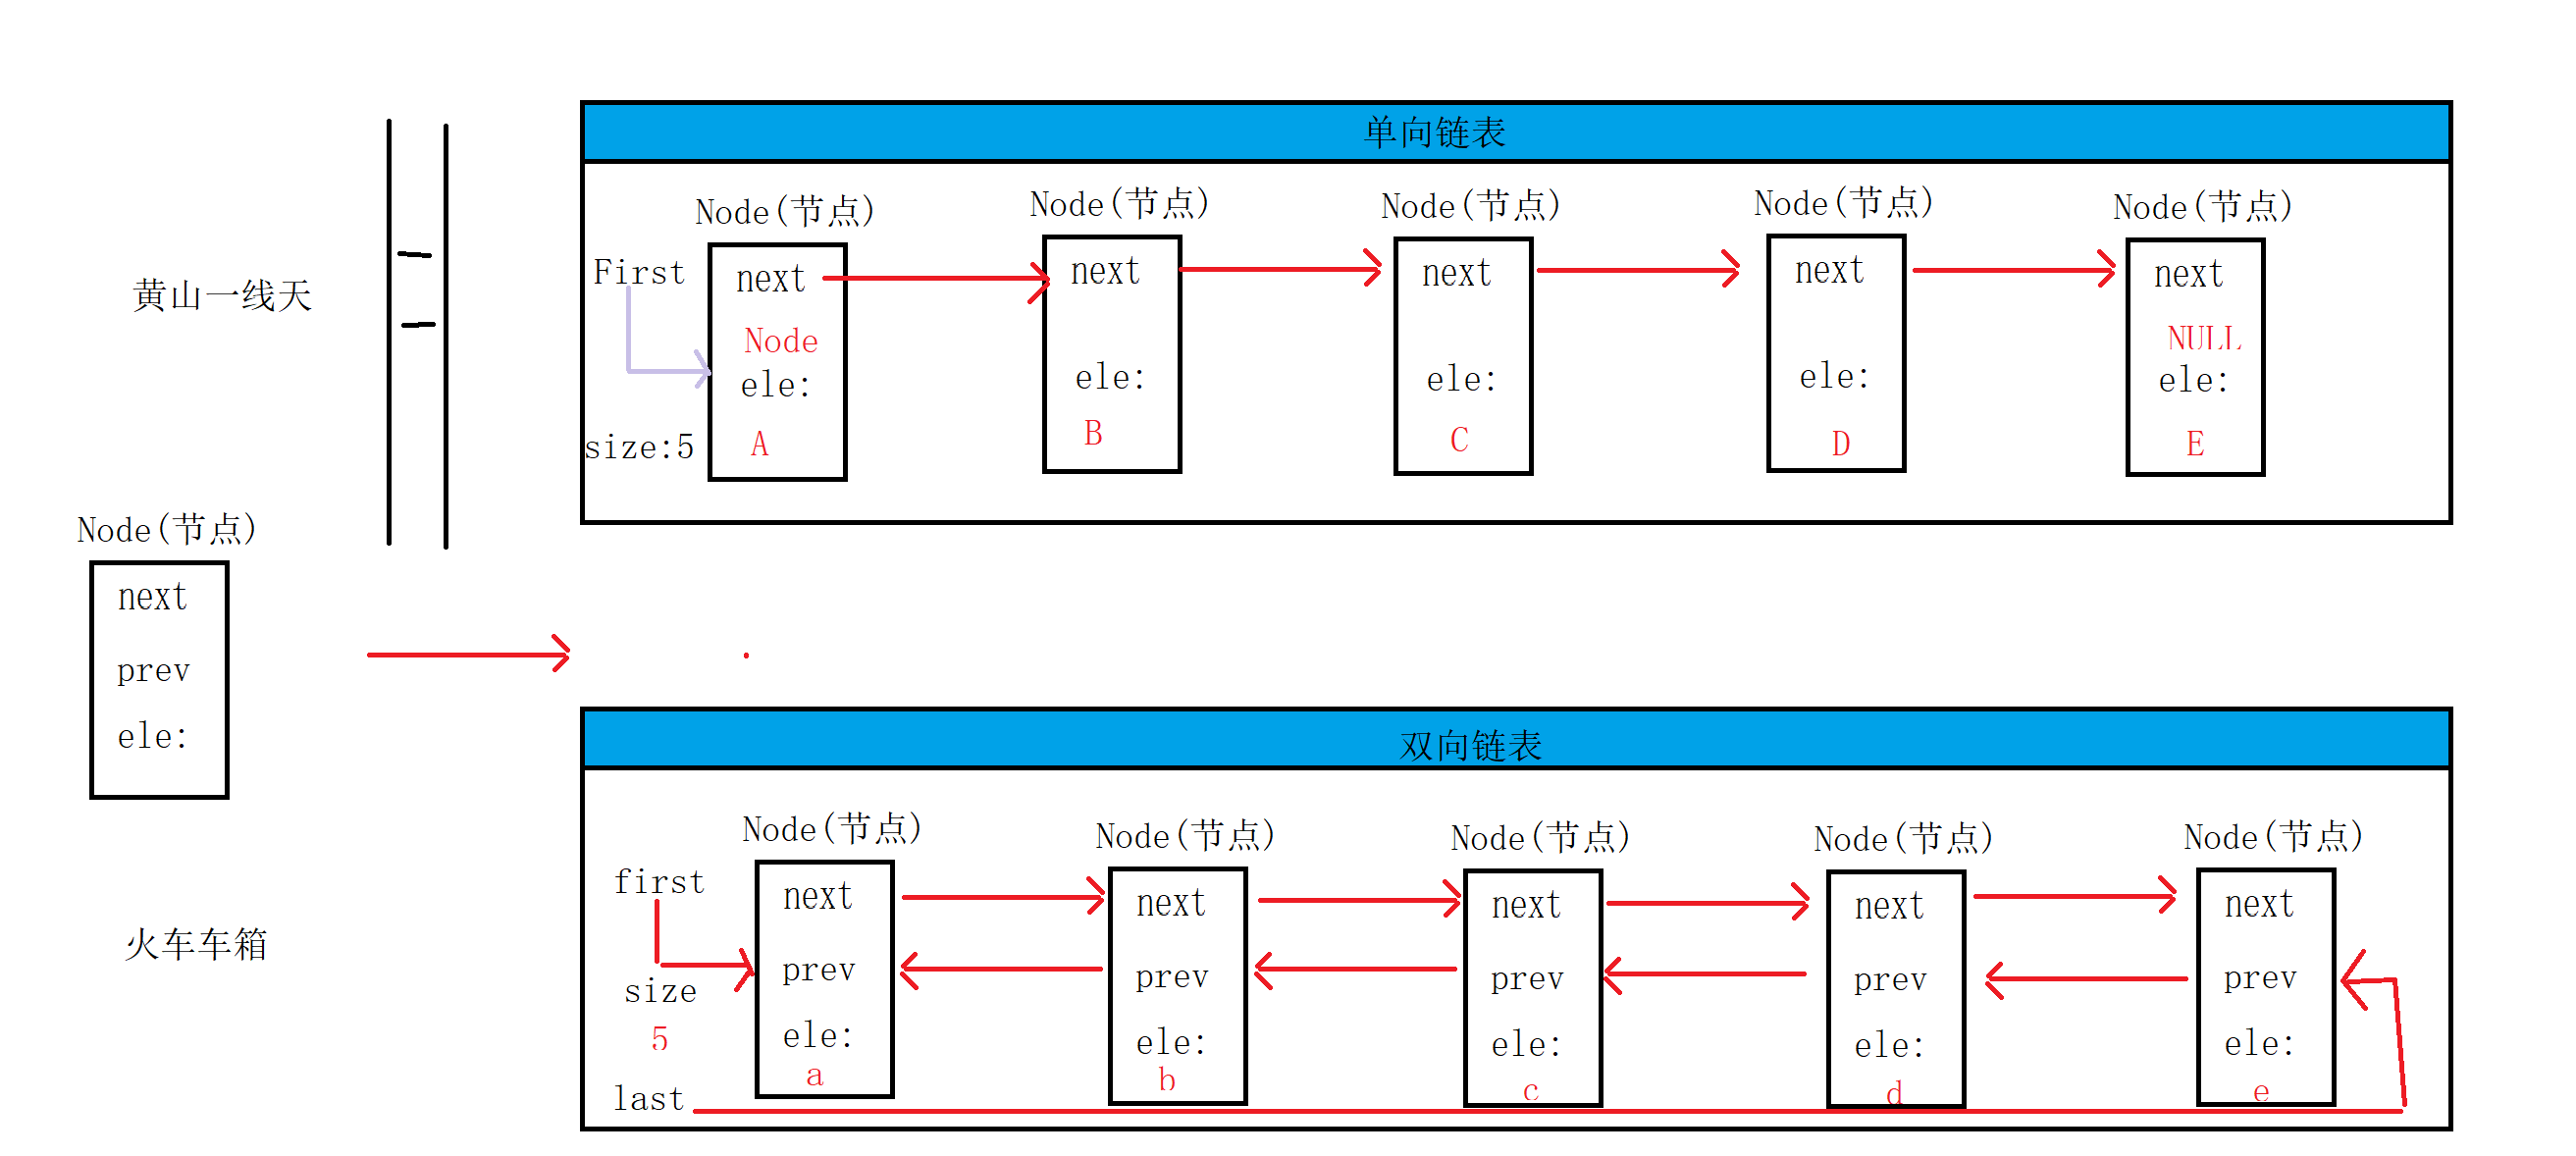 单向链表
Node(节点)
Node(节点)
Node(节点)
Node(节点)
Node(节点)
First
next
next
next
next
next
黄山一线天
Node
NULL
ele:
ele:
ele:
ele:
ele:
size:5
A
B
C
D
E
Node(节点)
next
prev
ele:
双向链表
Node(节点)
Node(节点)
Node(节点)
Node(节点)
Node(节点)
first
next
next
next
next
next
火车车箱
prev
prev
prev
prev
prev
size
5
ele:
ele:
ele:
ele:
ele:
a
b
c
d
e
last